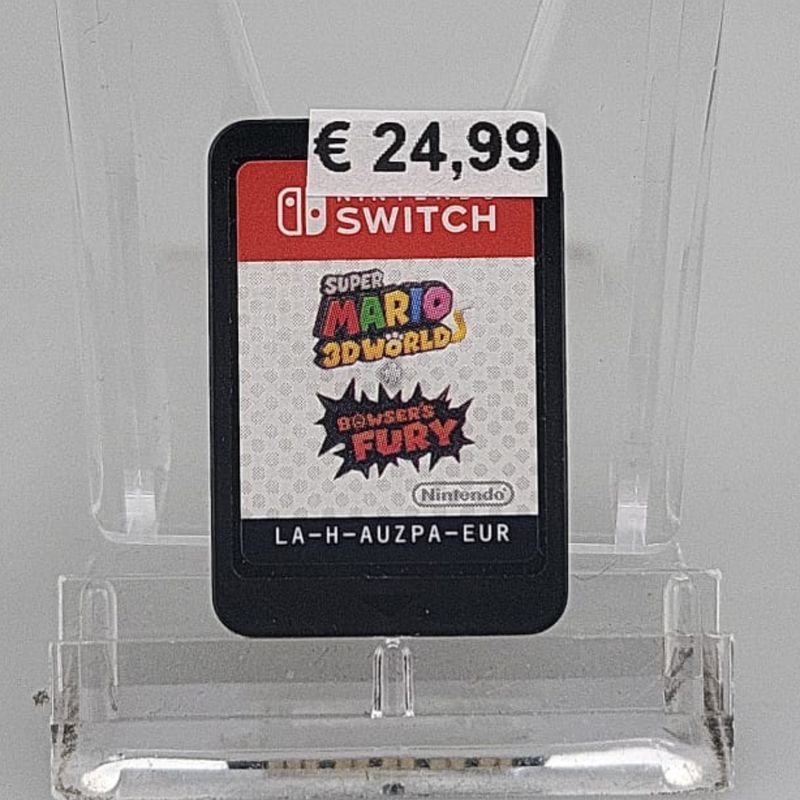 € 24,99
SWITCH
SUPER
MARIO
3D WORLD
BOWSER'S
FURY
Nintendo
LA-H-AUZPA-EUR